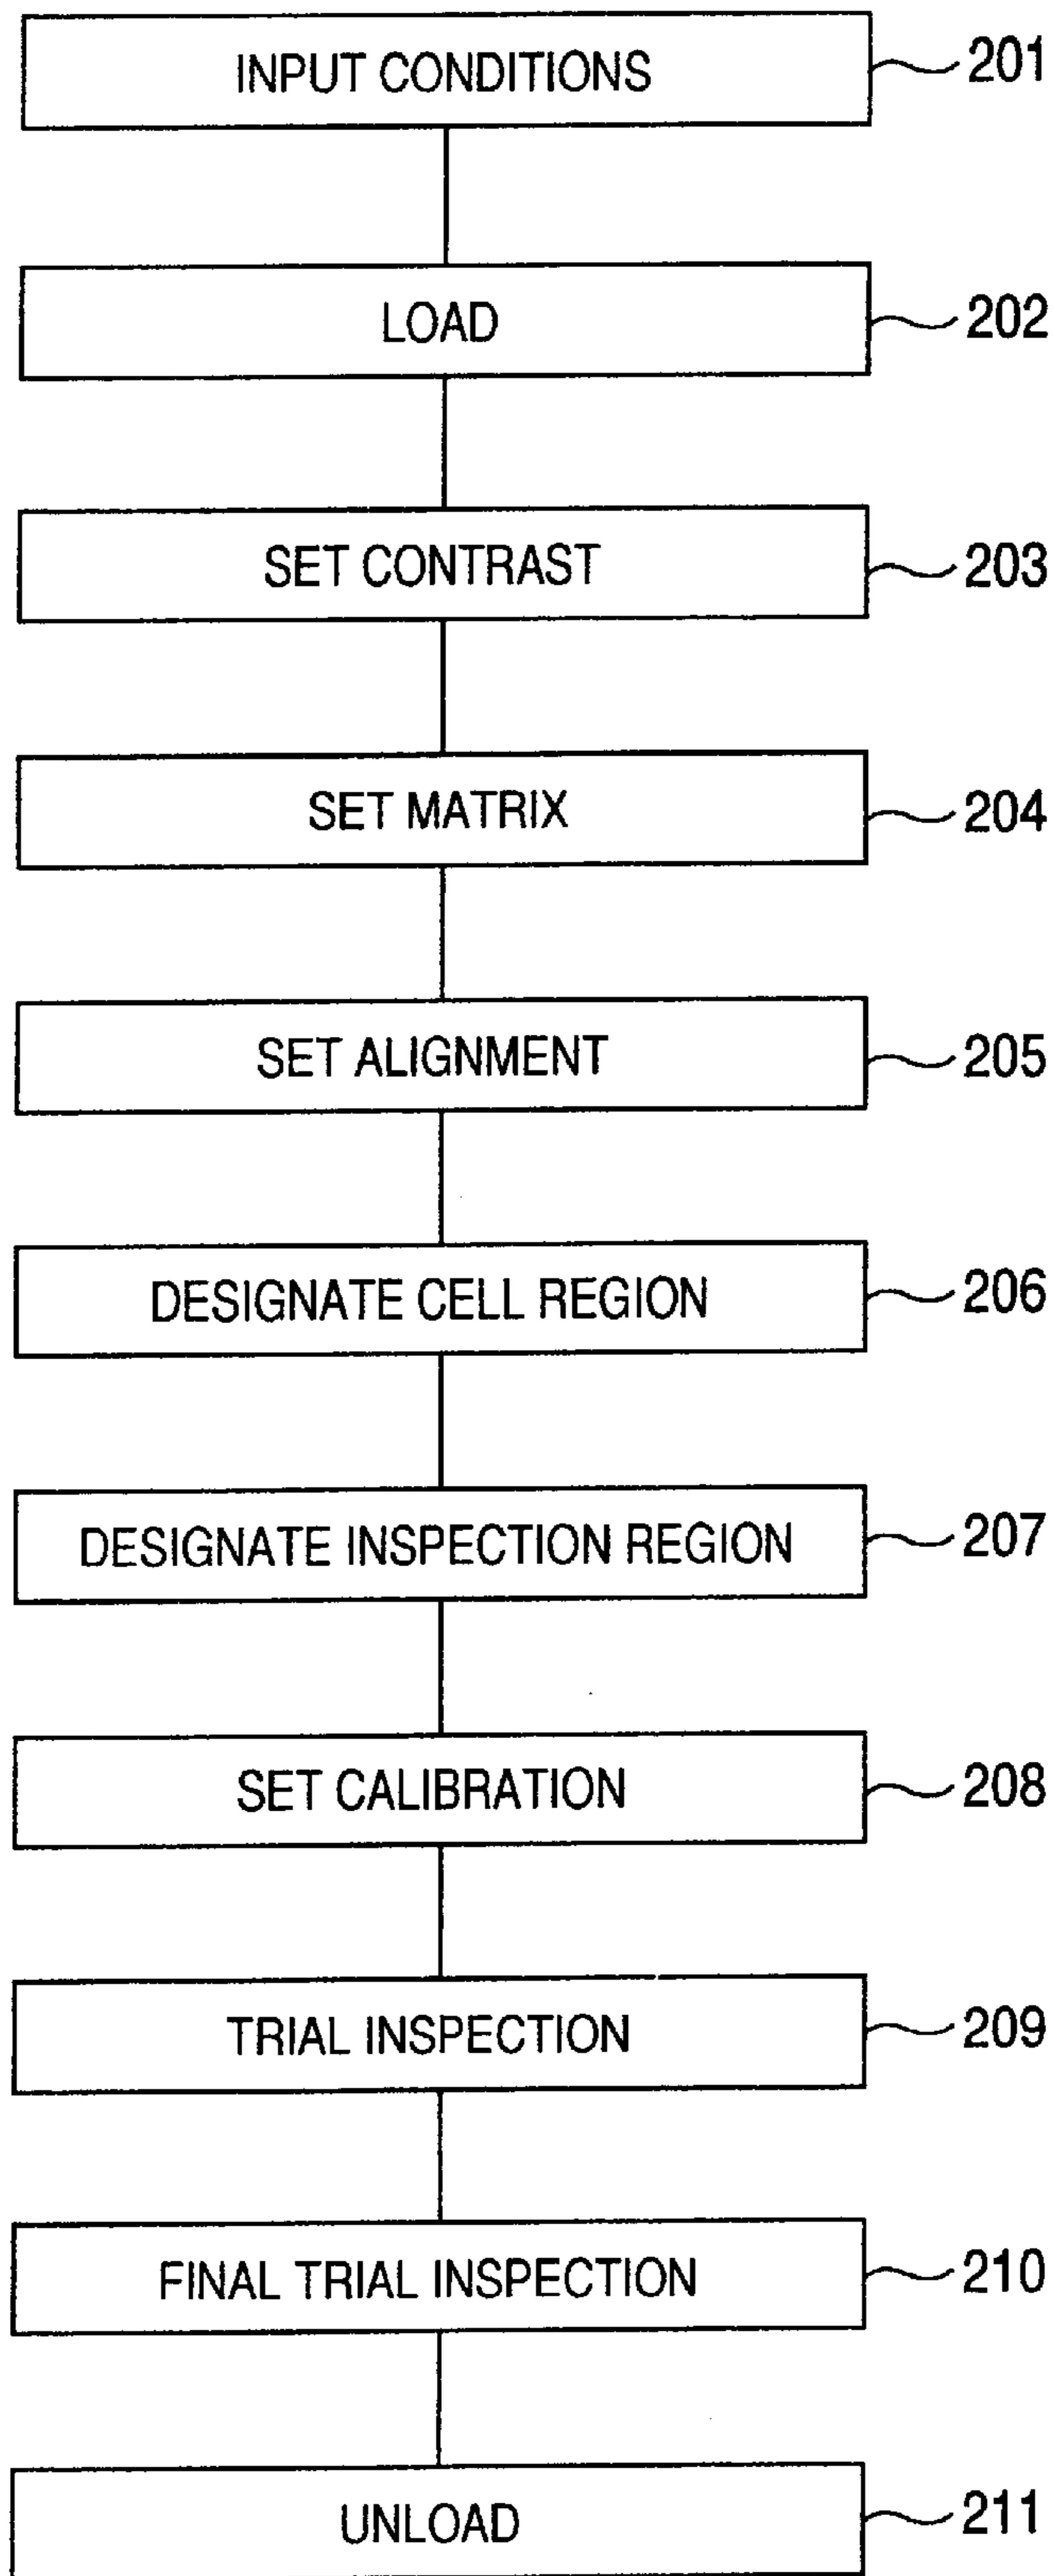 INPUT CONDITIONS 201
LOAD 202
SET CONTRAST 203
SET MATRIX 204
SET ALIGNMENT 205
DESIGNATE CELL REGION 206
DESIGNATE INSPECTION REGION 207
SET CALIBRATION 208
TRIAL INSPECTION 209
FINAL TRIAL INSPECTION 210
UNLOAD 211